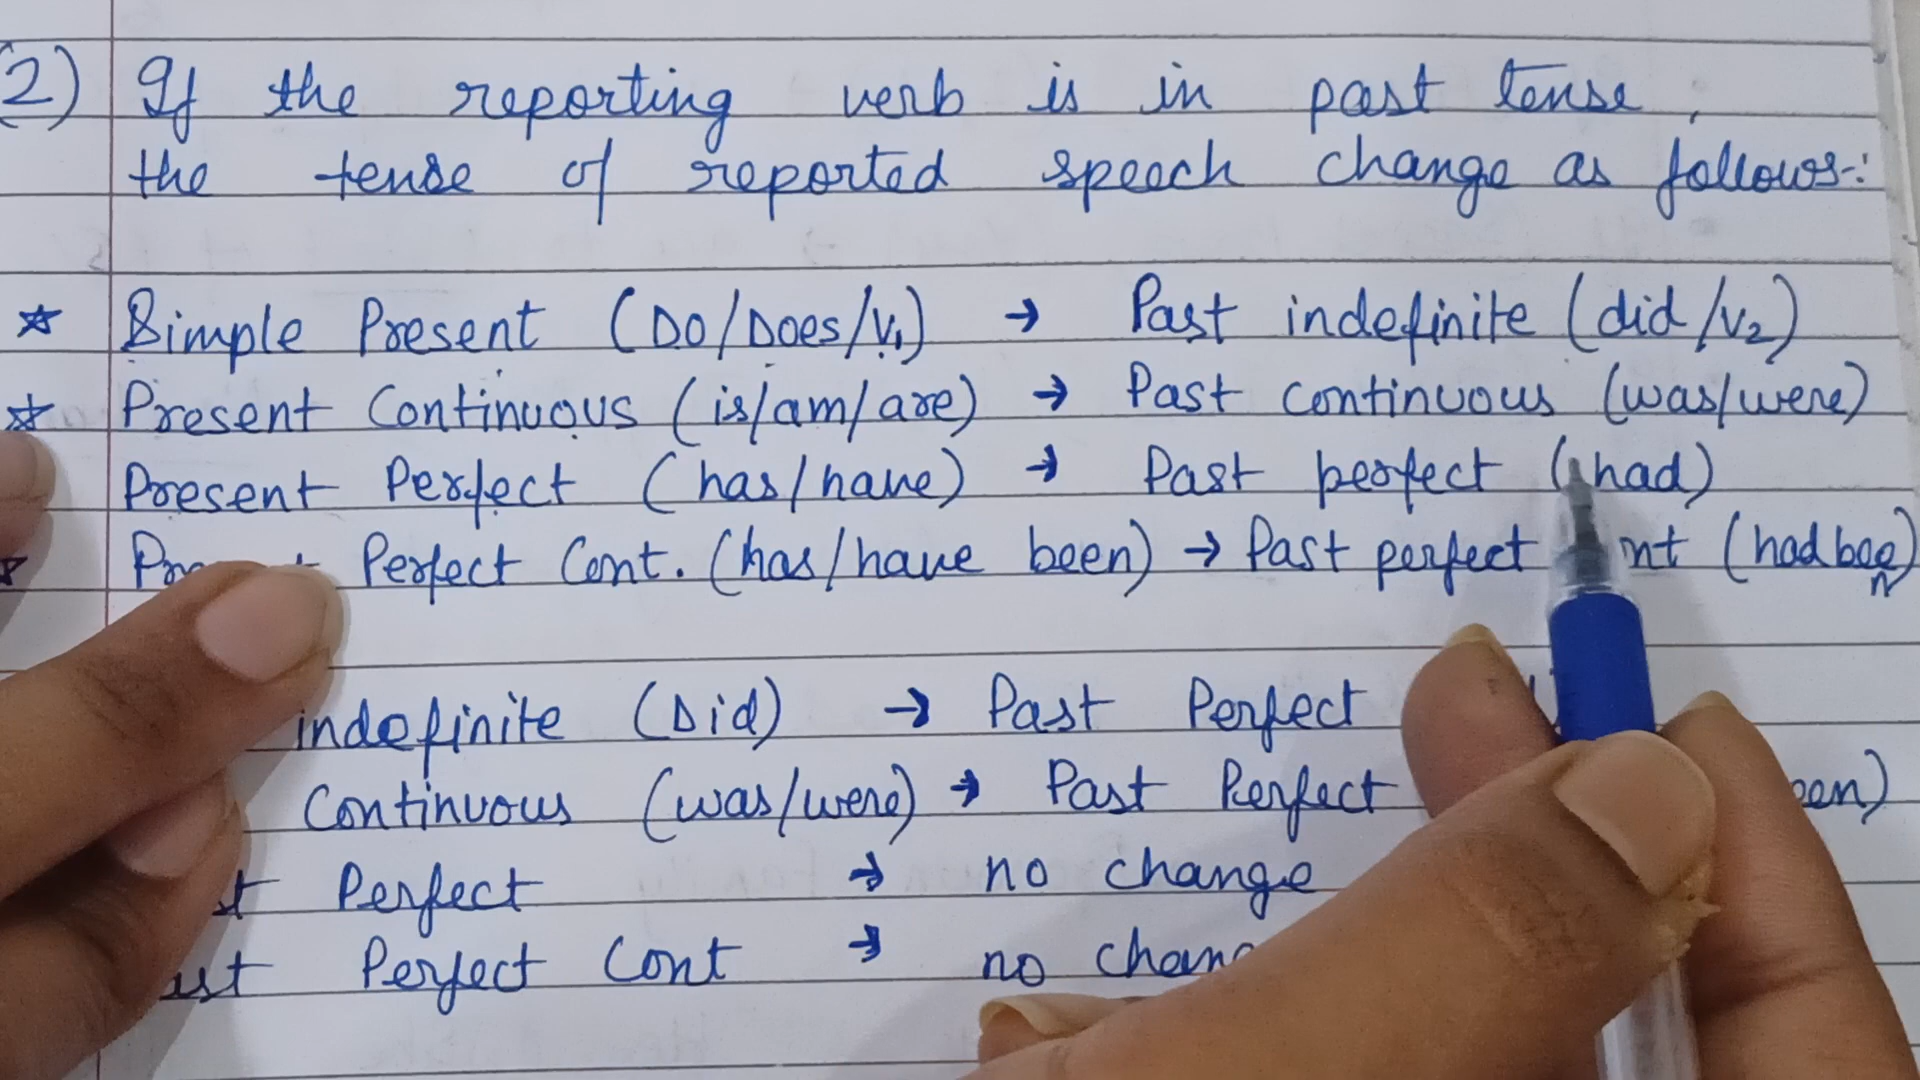 2) If the reporting verb is in past tense,
the tense of reported speech change as follows:
Simple Present (Do/Does/V1) → Past indefinite (did/V2)
Present Continuous (is/am/are) → Past continuous (was/were)
Present Perfect (has/have) → Past perfect (had)
Perfect Cont. (has/have been) → Past perfect (had been)
indefinite (Did) → Past Perfect
Continuous (was/were) → Past Perfect
Perfect → no change
Perfect Cont → no